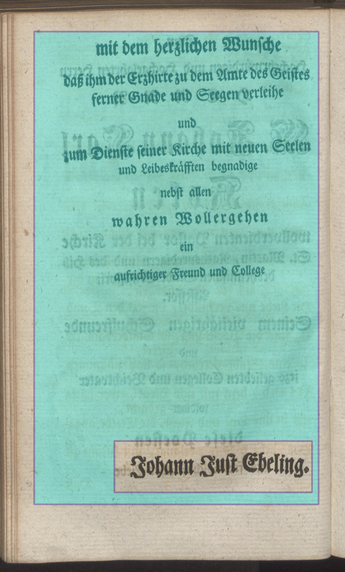 mit dem herzlichen Wunsche
daß ihm der Erzhirte zu dem Amte des Geistes
ferner Gnade und Seegen verleihe
und
zum Dienste seiner Kirche mit neuen Seelen
und Leibeskräfften begnadige
nebst allen
wahren Wollergehen
ein
aufrichtiger Freund und College
Johann Just Ebeling.